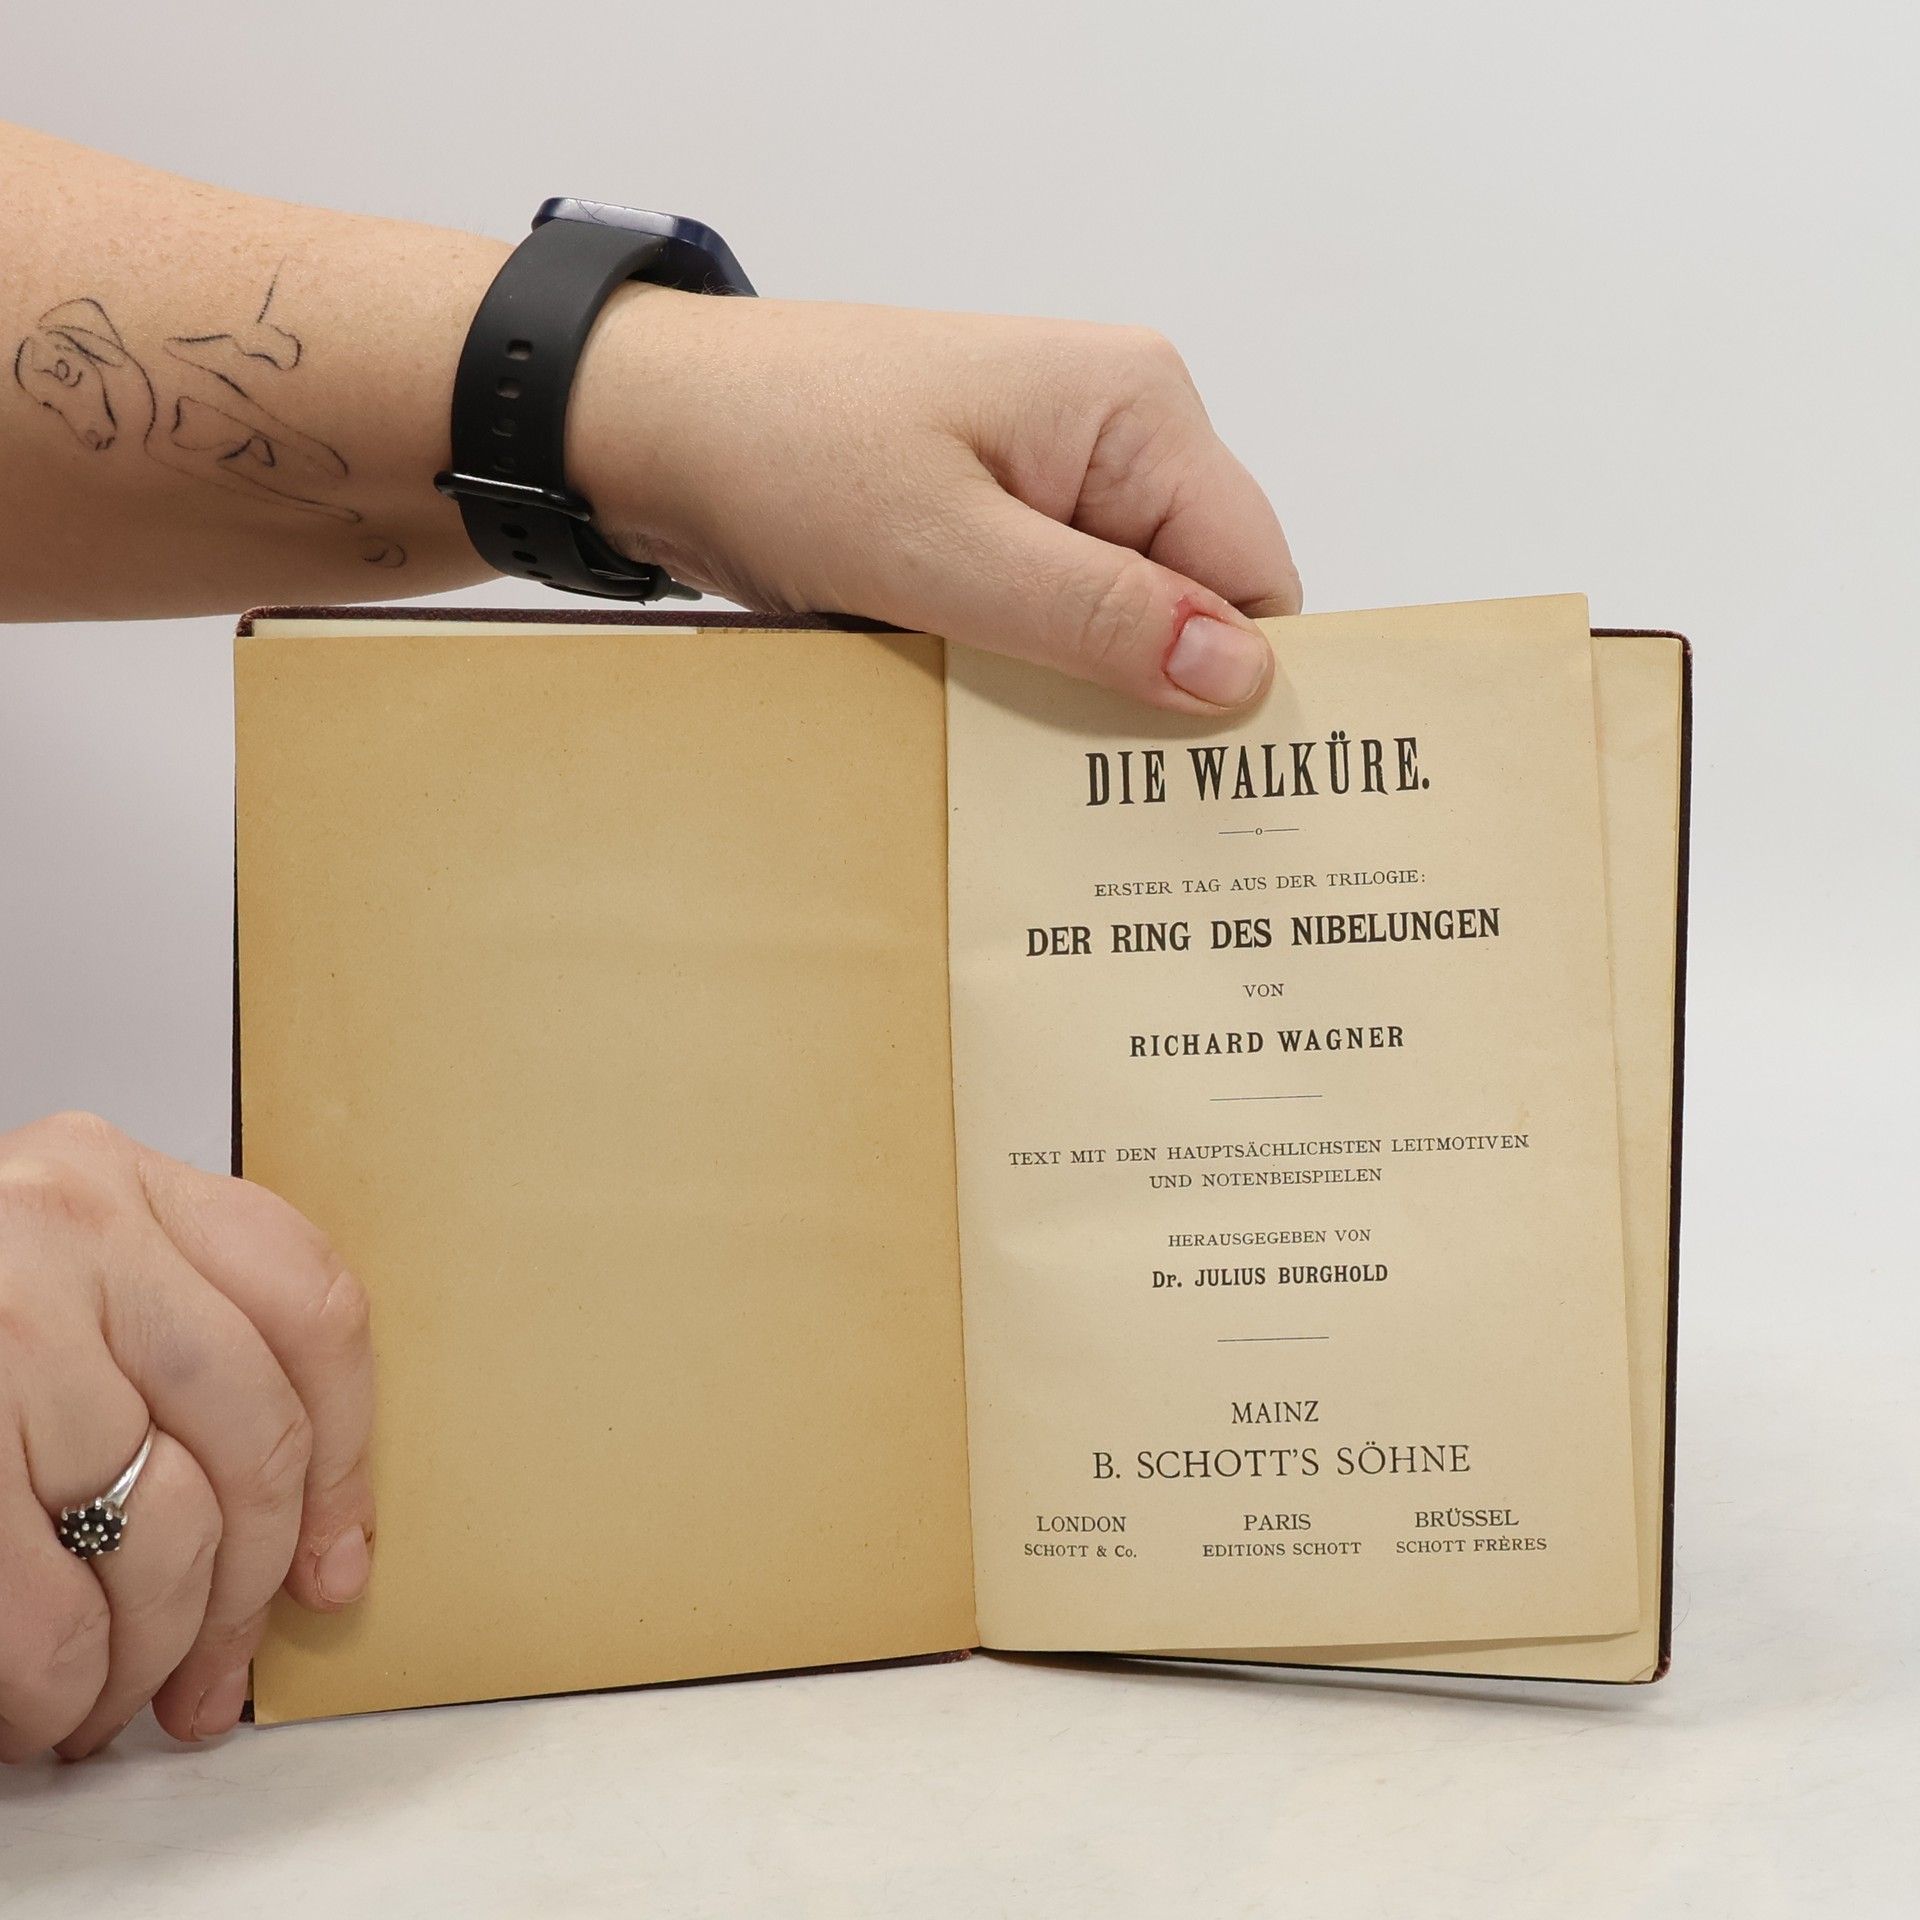 DIE WALKÜRE.
ERSTER TAG AUS DER TRILOGIE:
DER RING DES NIBELUNGEN
VON
RICHARD WAGNER
TEXT MIT DEN HAUPTSÄCHLICHSTEN LEITMOTIVEN
UND NOTENBEISPIELEN
HERAUSGEGEBEN VON
Dr. JULIUS BURGHOLD
MAINZ
B. SCHOTT'S SÖHNE
LONDON PARIS BRÜSSEL
SCHOTT & Co. EDITIONS SCHOTT SCHOTT FRÈRES